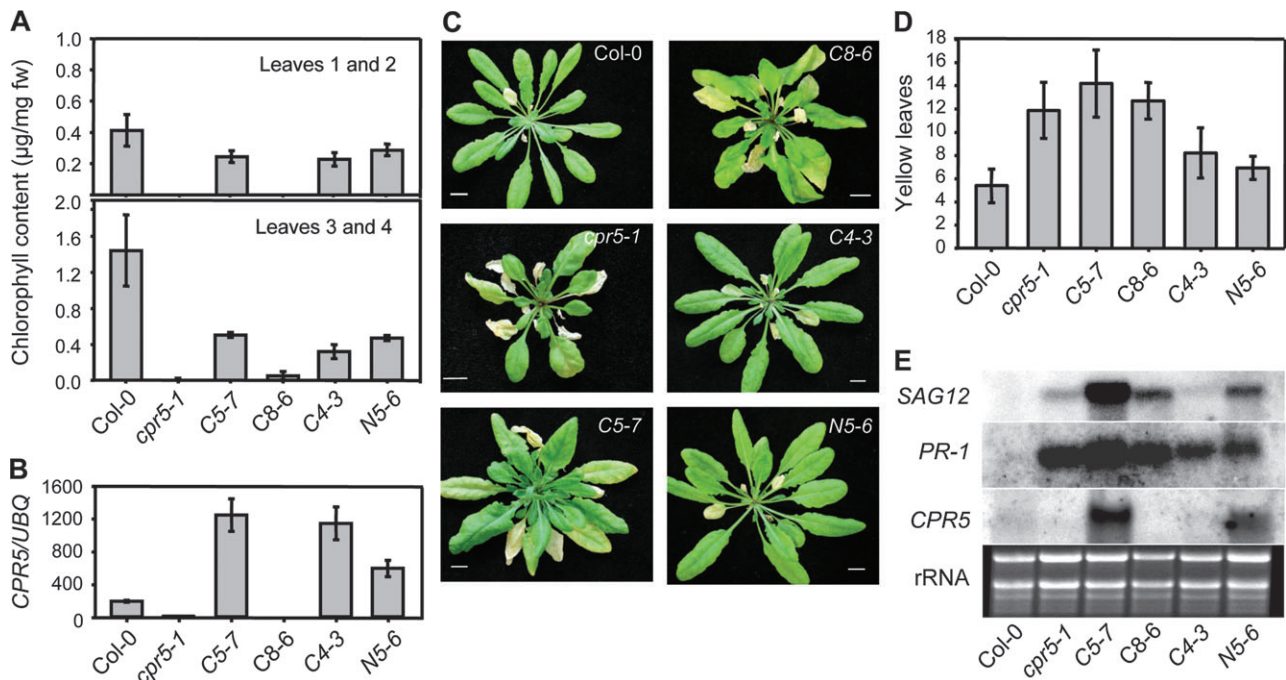 A
Chlorophyll content (µg/mg fw)
1.0
0.8
0.6
0.4
0.2
Leaves 1 and 2
2.0
1.6
1.2
0.8
0.4
0.0
Leaves 3 and 4
Col-0
cpr5-1
C5-7
C8-6
C4-3
N5-6
B
CPR5/UBQ
1600
1200
800
400
0
Col-0
cpr5-1
C5-7
C8-6
C4-3
N5-6
C
Col-0
C8-6
cpr5-1
C4-3
C5-7
N5-6
D
Yellow leaves
18
16
14
12
10
8
6
4
2
0
Col-0
cpr5-1
C5-7
C8-6
C4-3
N5-6
E
SAG12
PR-1
CPR5
rRNA
Col-0
cpr5-1
C5-7
C8-6
C4-3
N5-6